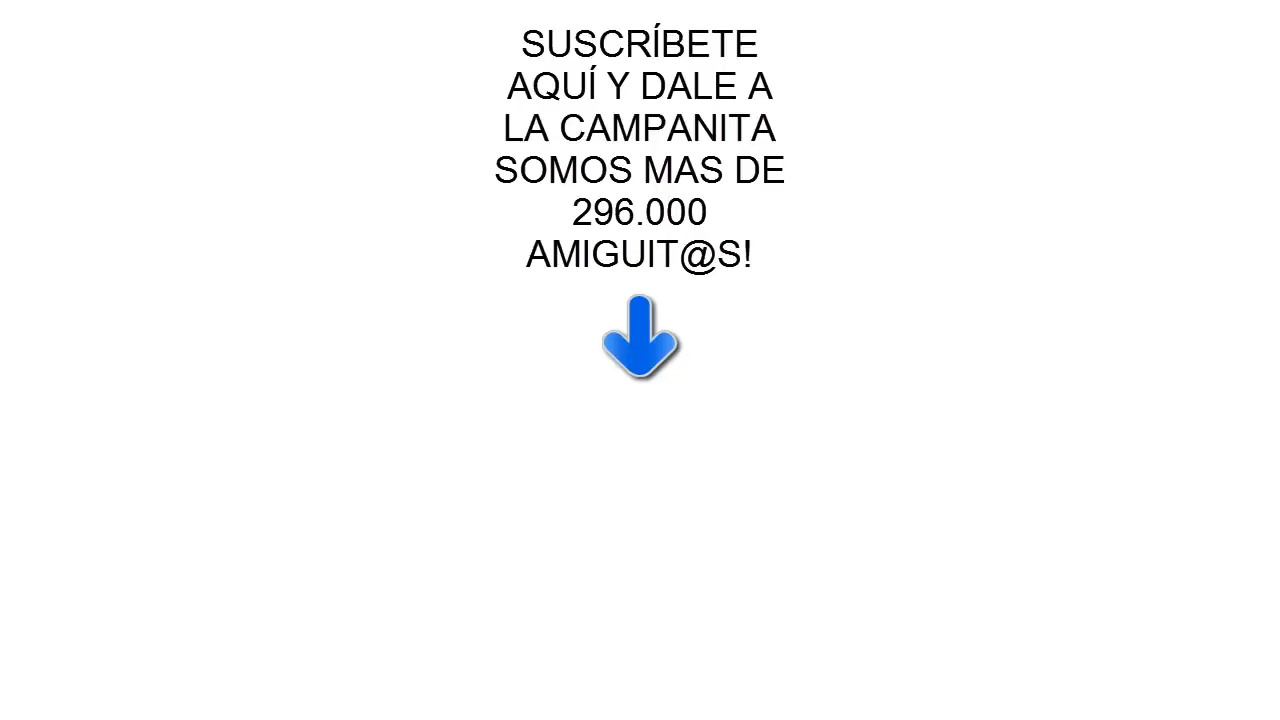 SUSCRÍBETE
AQUÍ Y DALE A
LA CAMPANITA
SOMOS MAS DE
296.000
AMIGUIT@S!